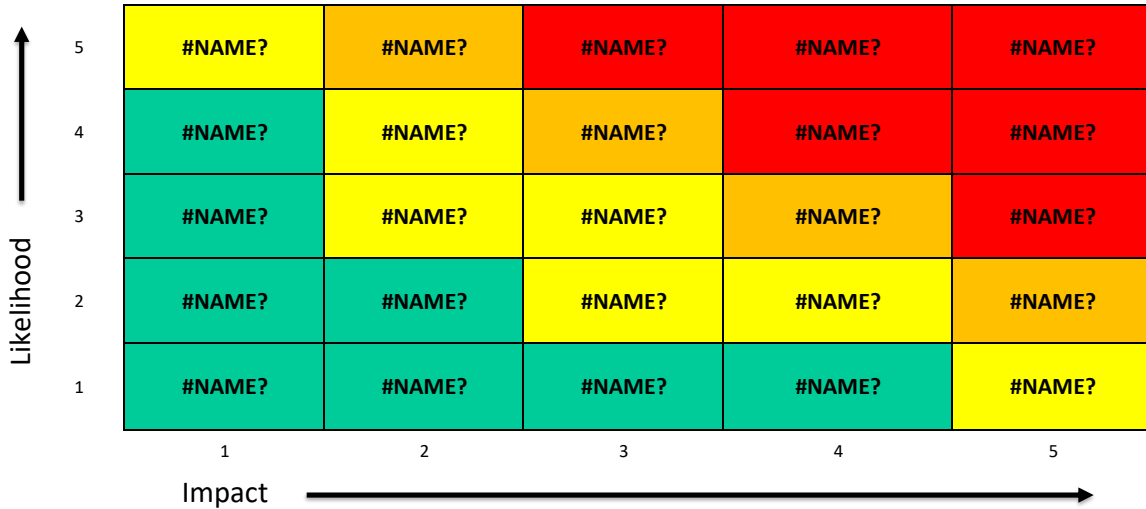 5 #NAME? #NAME? #NAME? #NAME? #NAME?
4 #NAME? #NAME? #NAME? #NAME? #NAME?
3 #NAME? #NAME? #NAME? #NAME? #NAME?
2 #NAME? #NAME? #NAME? #NAME? #NAME?
1 #NAME? #NAME? #NAME? #NAME? #NAME?
Likelihood
1 2 3 4 5
Impact